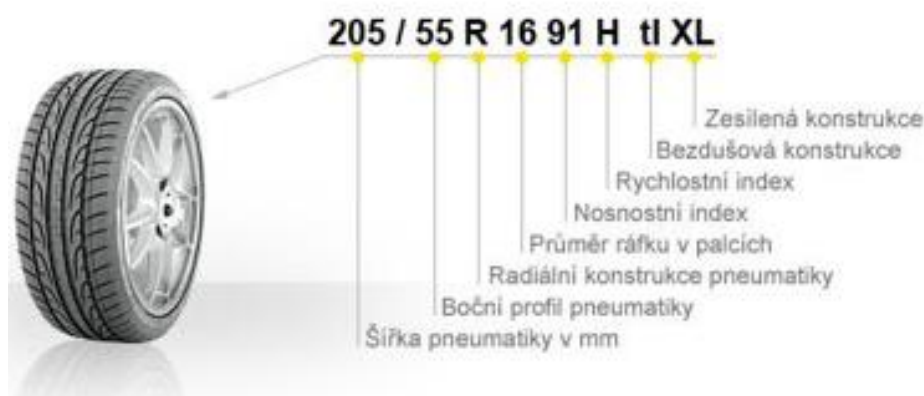 205 / 55 R 16 91 H tl XL
Zesilená konstrukce
Bezdušová konstrukce
Rychlostní index
Nosnostní index
Průměr ráfku v palcích
Radiální konstrukce pneumatiky
Boční profil pneumatiky
Šířka pneumatiky v mm